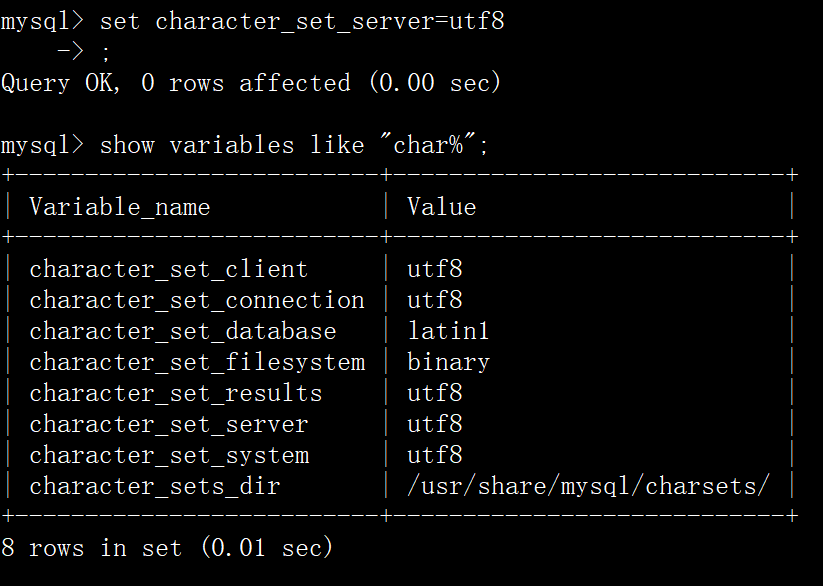 mysql> set character_set_server=utf8
    -> ;
Query OK, 0 rows affected (0.00 sec)

mysql> show variables like "char%";
+--------------------------+----------------------------+
| Variable_name            | Value                      |
+--------------------------+----------------------------+
| character_set_client     | utf8                       |
| character_set_connection | utf8                       |
| character_set_database   | latin1                     |
| character_set_filesystem | binary                     |
| character_set_results    | utf8                       |
| character_set_server     | utf8                       |
| character_set_system     | utf8                       |
| character_sets_dir       | /usr/share/mysql/charsets/ |
+--------------------------+----------------------------+
8 rows in set (0.01 sec)